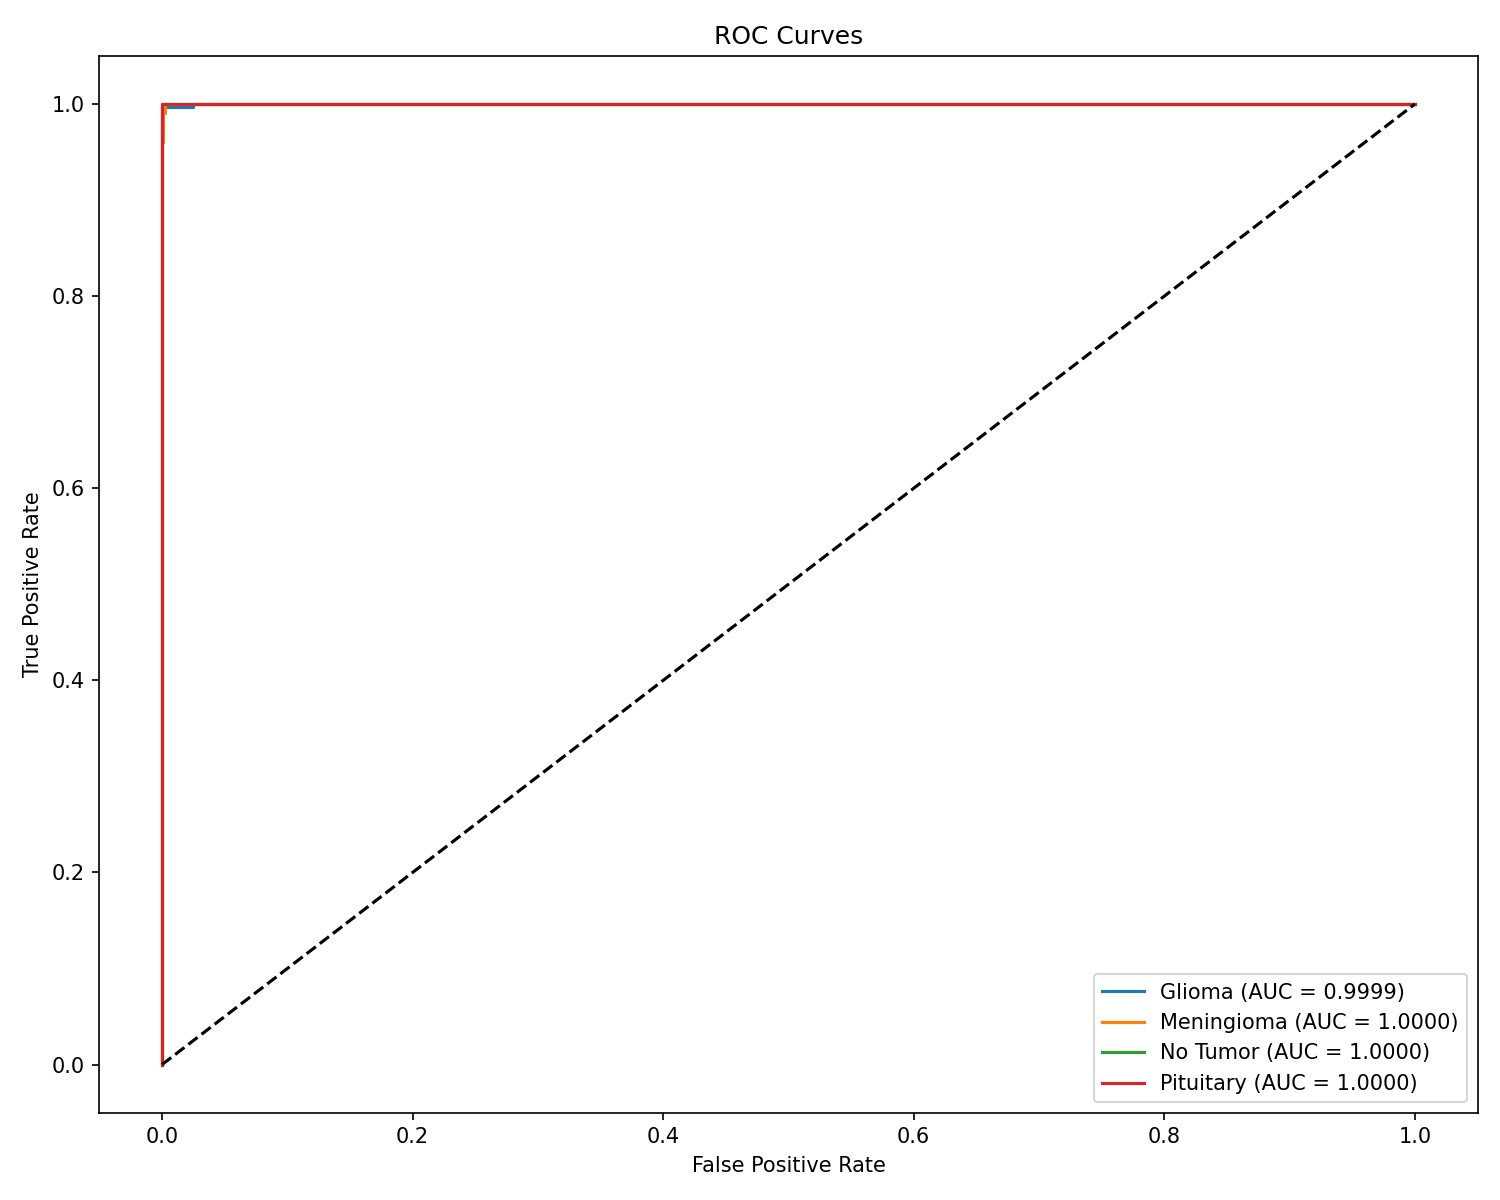 ROC Curves
1.0
0.8
0.6
0.4
0.2
0.0
True Positive Rate
0.0 0.2 0.4 0.6 0.8 1.0
False Positive Rate
Glioma (AUC = 0.9999)
Meningioma (AUC = 1.0000)
No Tumor (AUC = 1.0000)
Pituitary (AUC = 1.0000)